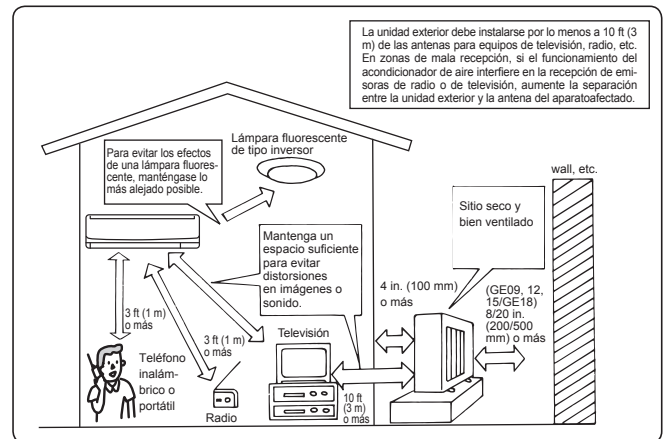 La unidad exterior debe instalarse por lo menos a 10 ft (3
m) de las antenas para equipos de televisión, radio, etc.
En zonas de mala recepción, si el funcionamiento del
acondicionador de aire interfiere en la recepción de emi-
soras de radio o de televisión, aumente la separación
entre la unidad exterior y la antena del aparatoafectado.
Lámpara fluorescente
de tipo inversor
Para evitar los efectos
de una lámpara fluores-
cente, manténgase lo
más alejado posible.
wall, etc.
Sitio seco y
bien ventilado
Mantenga un
espacio suficiente
para evitar
distorsiones
en imágenes o
sonido.
4 in. (100 mm)
o más
(GE09, 12,
15/GE18)
8/20 in.
(200/500
mm) o más
3 ft (1 m)
o más
3 ft (1 m)
o más
Televisión
Teléfono
inalám-
brico o
portátil
Radio
10 ft
(3 m)
o más